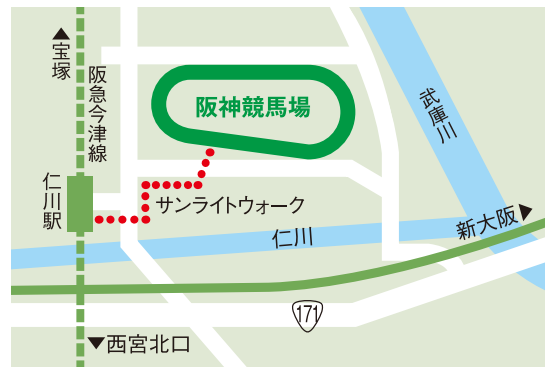 ▲宝塚
阪急今津線
阪神競馬場
武庫川
仁川駅
サンライトウォーク
仁川
新大阪▶
171
▼西宮北口